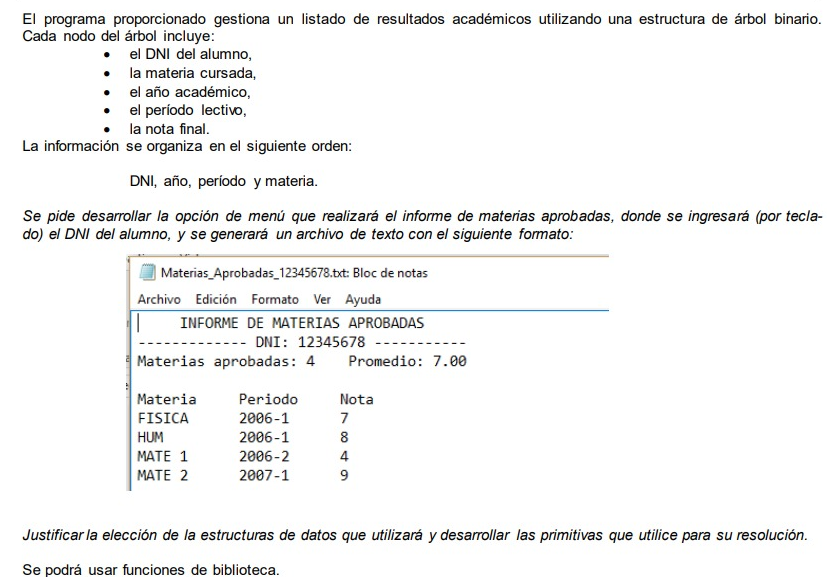 El programa proporcionado gestiona un listado de resultados académicos utilizando una estructura de árbol binario.
Cada nodo del árbol incluye:
• el DNI del alumno,
• la materia cursada,
• el año académico,
• el período lectivo,
• la nota final.
La información se organiza en el siguiente orden:
DNI, año, período y materia.
Se pide desarrollar la opción de menú que realizará el informe de materias aprobadas, donde se ingresará (por tecla-
do) el DNI del alumno, y se generará un archivo de texto con el siguiente formato:
Materias_Aprobadas_12345678.txt: Bloc de notas
Archivo Edición Formato Ver Ayuda
INFORME DE MATERIAS APROBADAS
------------- DNI: 12345678 -----------
Materias aprobadas: 4 Promedio: 7.00
Materia Periodo Nota
FISICA 2006-1 7
HUM 2006-1 8
MATE 1 2006-2 4
MATE 2 2007-1 9
Justificar la elección de la estructuras de datos que utilizará y desarrollar las primitivas que utilice para su resolución.
Se podrá usar funciones de biblioteca.